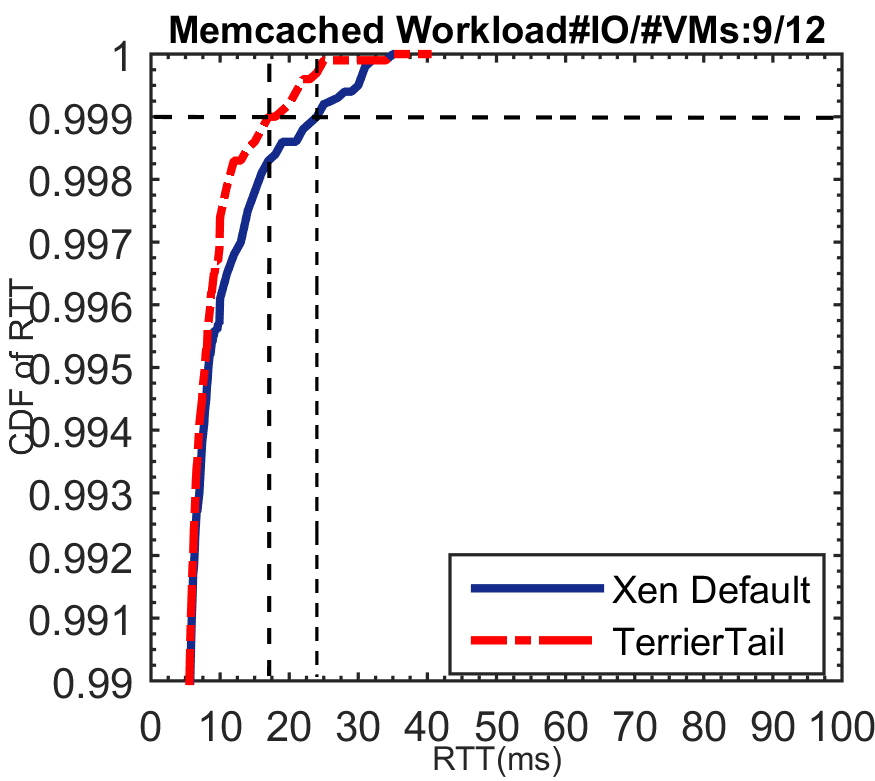 Memcached Workload#IO/#VMs:9/12
1
0.999
0.998
0.997
0.996
0.995
0.994
0.993
0.992
0.991
0.99
CDF of RTT
Xen Default
TerrierTail
0 10 20 30 40 50 60 70 80 90 100
RTT(ms)